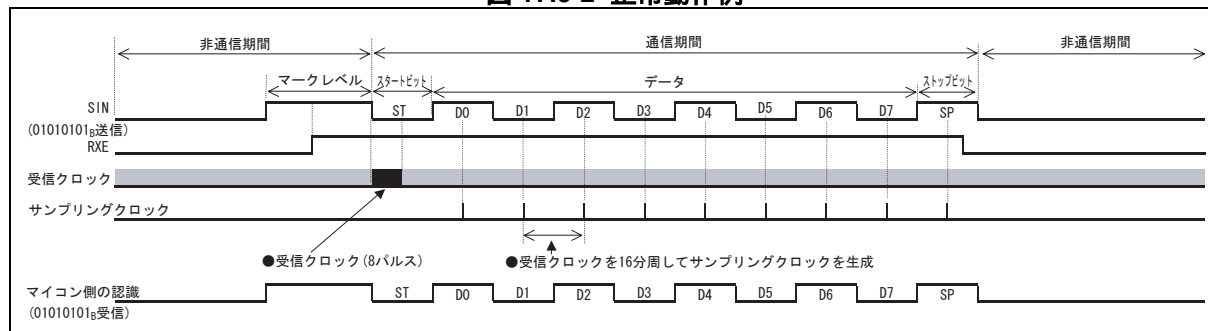 非通信期間 通信期間 非通信期間
マークレベル スタートビット データ ストップビット
SIN
ST D0 D1 D2 D3 D4 D5 D6 D7 SP
(01010101B送信)
RXE
受信クロック
サンプリングクロック
●受信クロック(8パルス) ●受信クロックを16分周してサンプリングクロックを生成
マイコン側の認識
ST D0 D1 D2 D3 D4 D5 D6 D7 SP
(01010101B受信)